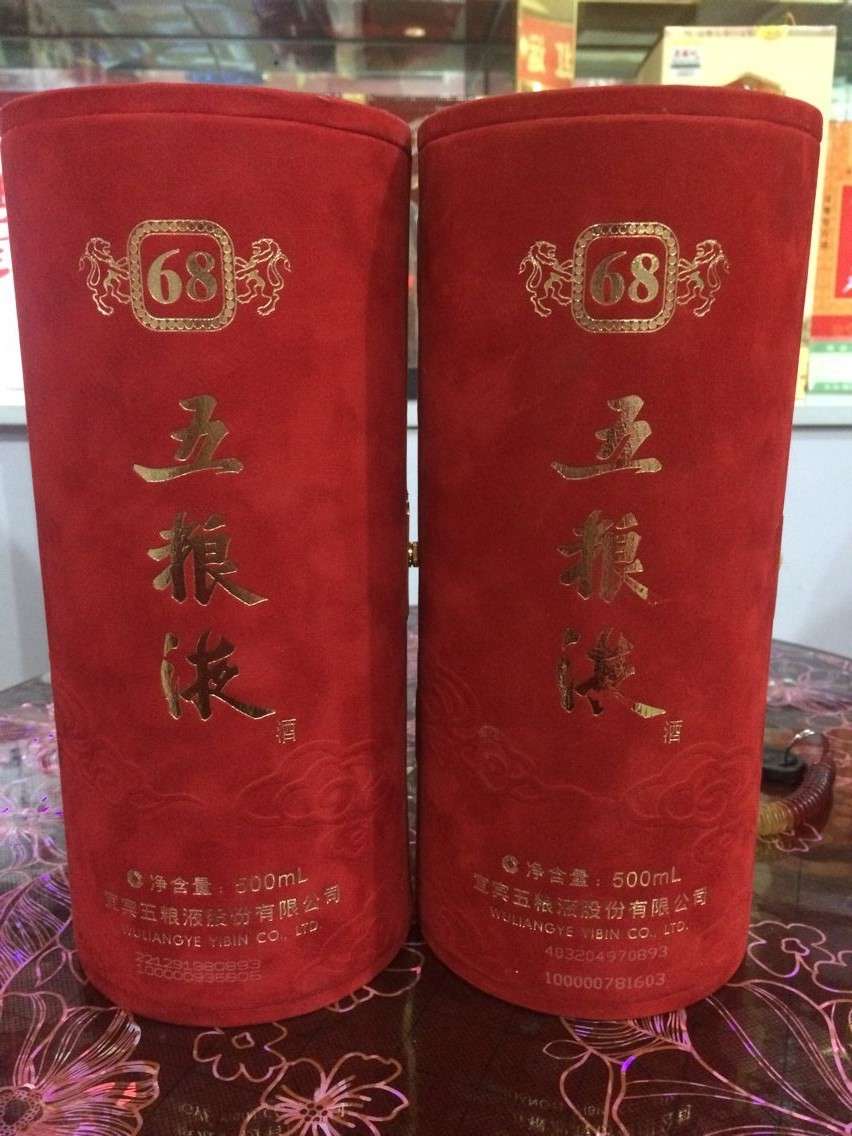 68
五
粮
液
酒
净含量：500mL
宜宾五粮液股份有限公司
WULIANGYE YIBIN CO., LTD.
221291980893
68
五
粮
液
酒
净含量：500mL
宜宾五粮液股份有限公司
WULIANGYE YIBIN CO., LTD.
403204970893
100000781603